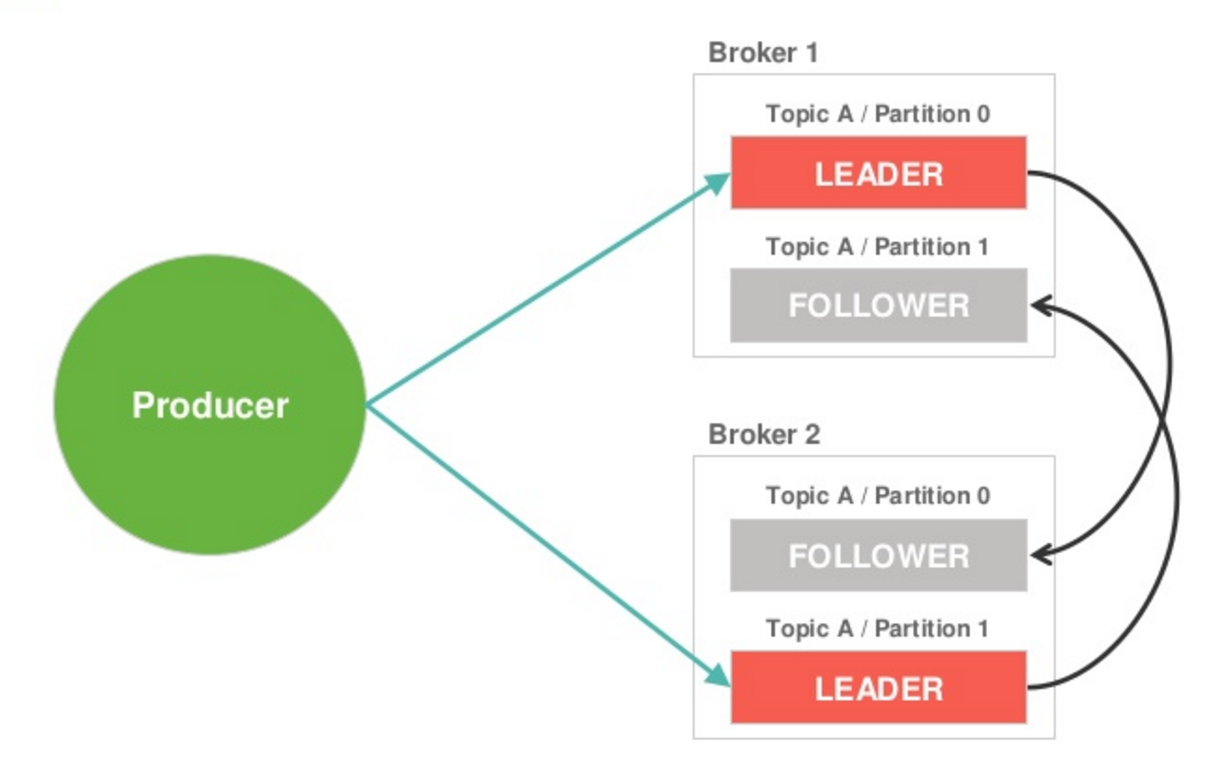 Broker 1
Topic A / Partition 0
LEADER
Topic A / Partition 1
FOLLOWER
Producer
Broker 2
Topic A / Partition 0
FOLLOWER
Topic A / Partition 1
LEADER